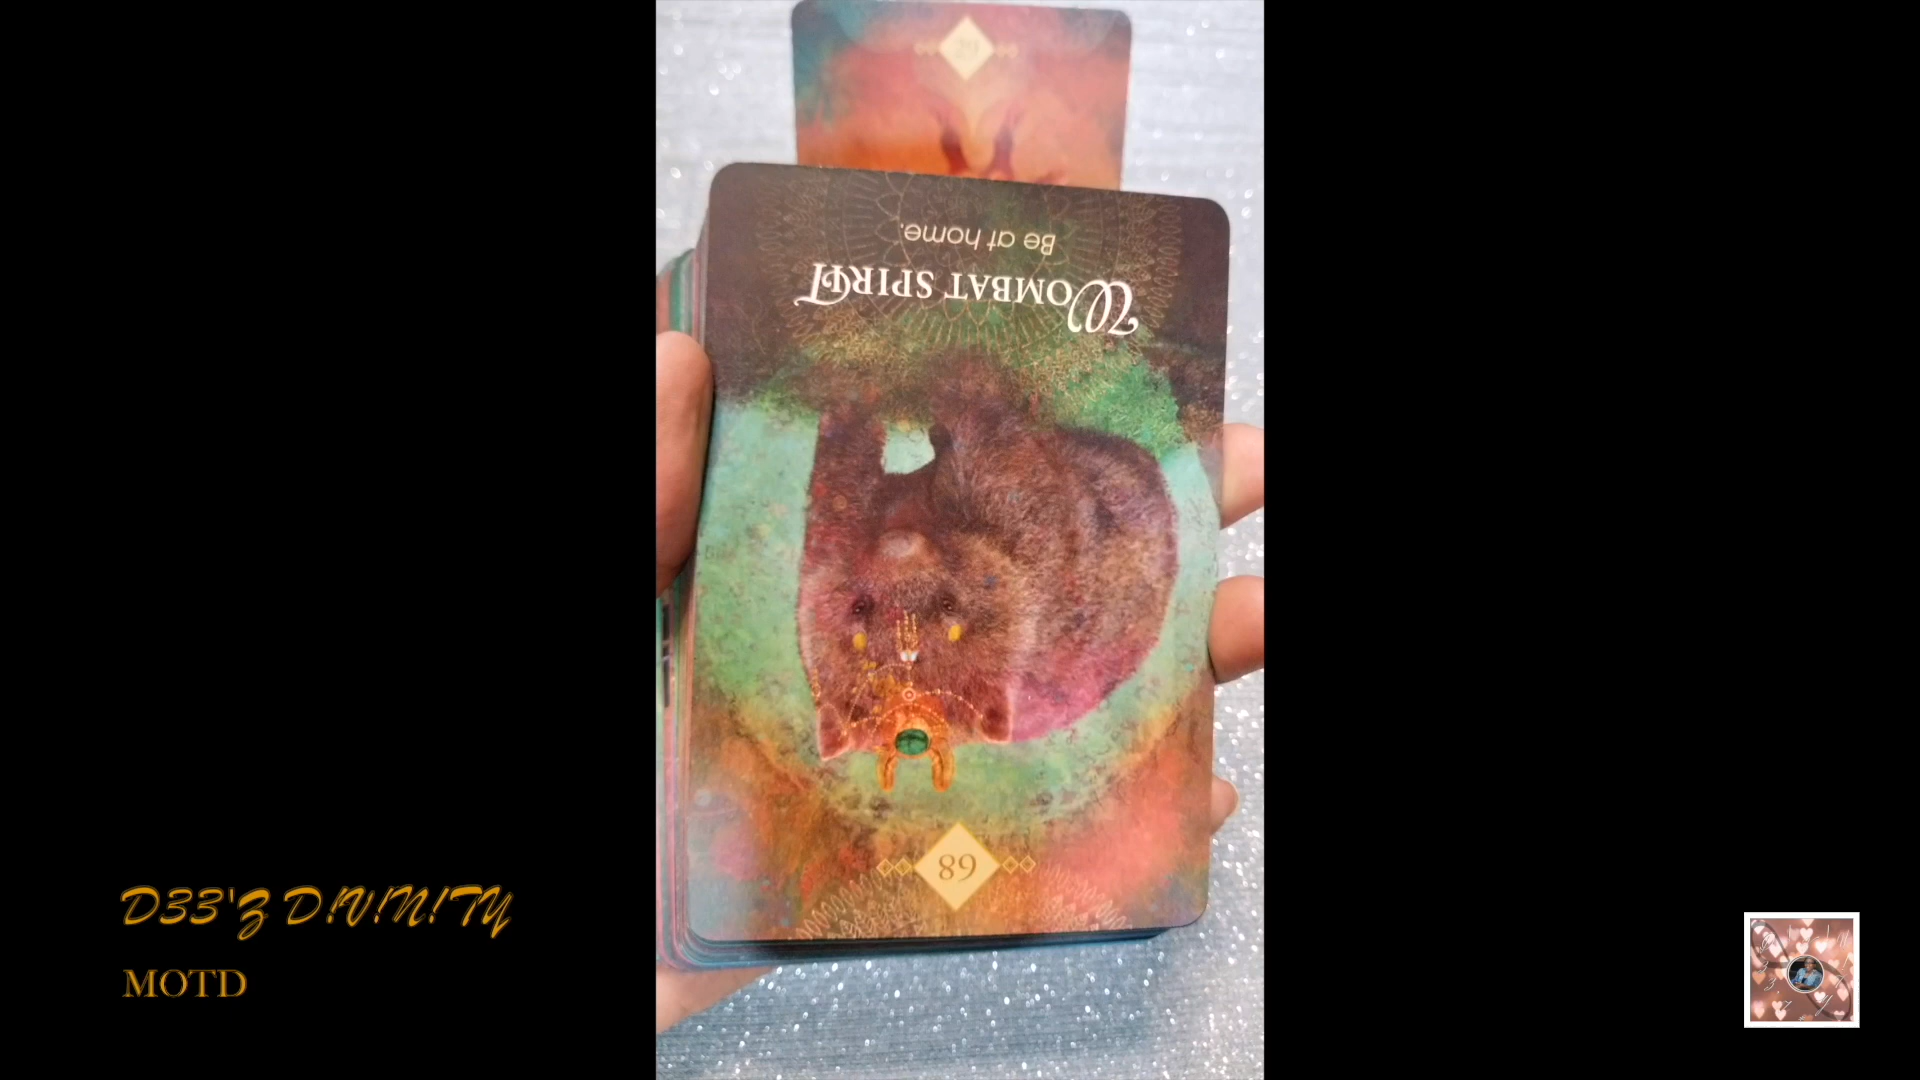 Be at home.
WOMBAT SPIRIT
68
D33'Z D!V!N!TY
MOTD